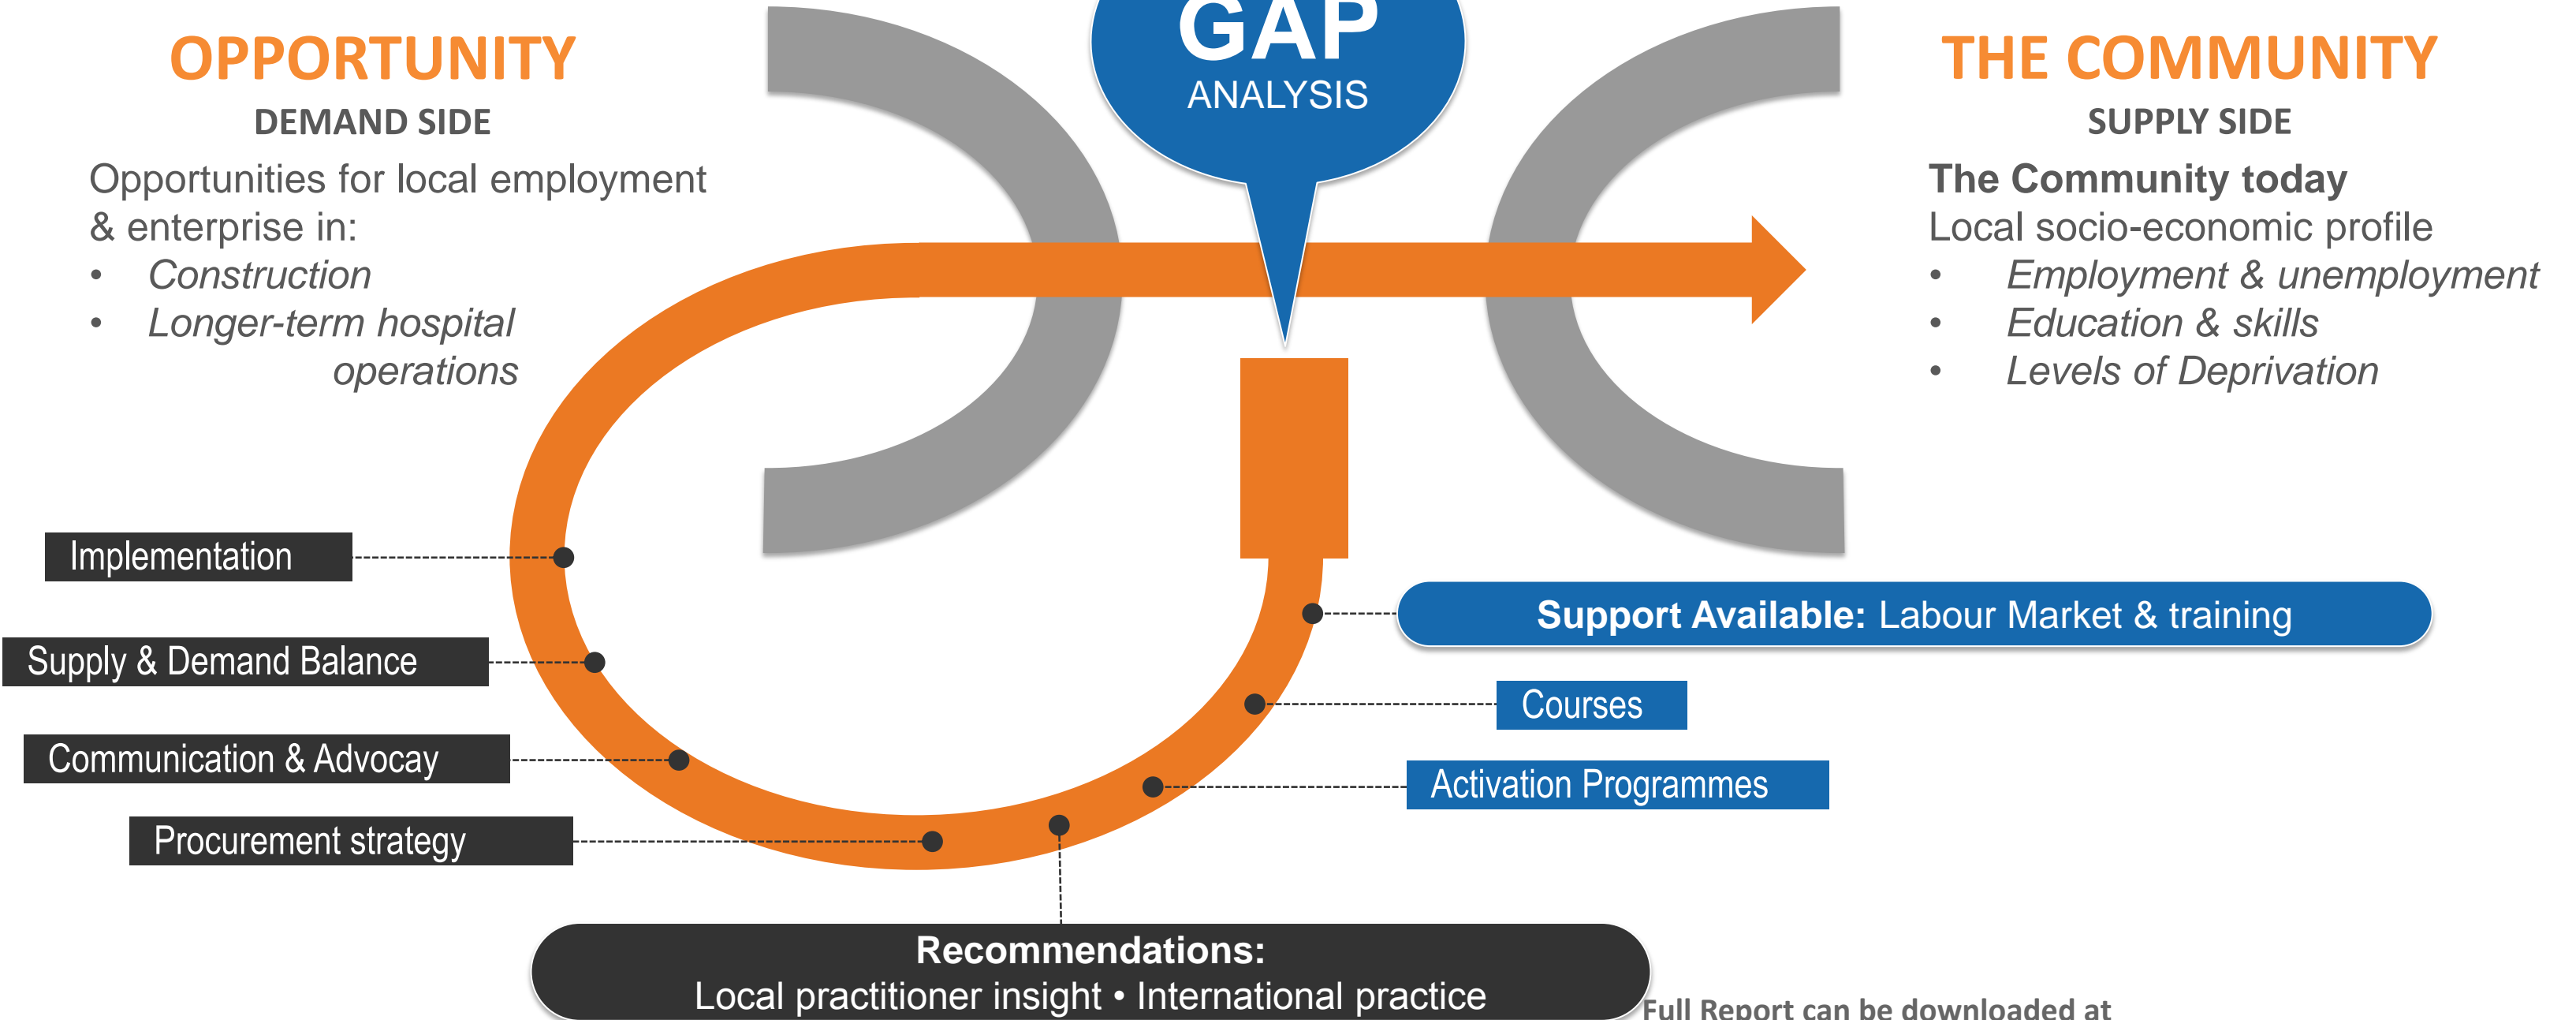 GAP
ANALYSIS
OPPORTUNITY
DEMAND SIDE
Opportunities for local employment
& enterprise in:
• Construction
• Longer-term hospital
operations
THE COMMUNITY
SUPPLY SIDE
The Community today
Local socio-economic profile
• Employment & unemployment
• Education & skills
• Levels of Deprivation
Implementation
Supply & Demand Balance
Communication & Advocay
Procurement strategy
Support Available: Labour Market & training
Courses
Activation Programmes
Recommendations:
Local practitioner insight • International practice
Full Report can be downloaded at